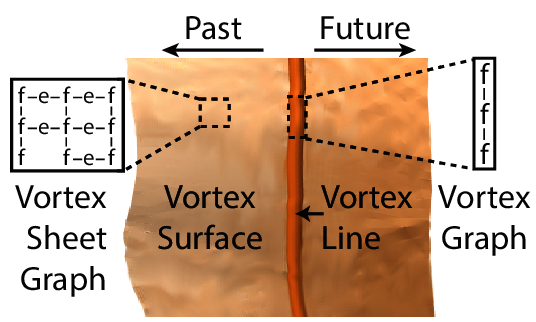 Past Future
f–e–f–e–f
f–e–f–e–f
f f–e–f
f
f
f
Vortex
Sheet
Graph
Vortex
Surface
Vortex
Line
Vortex
Graph